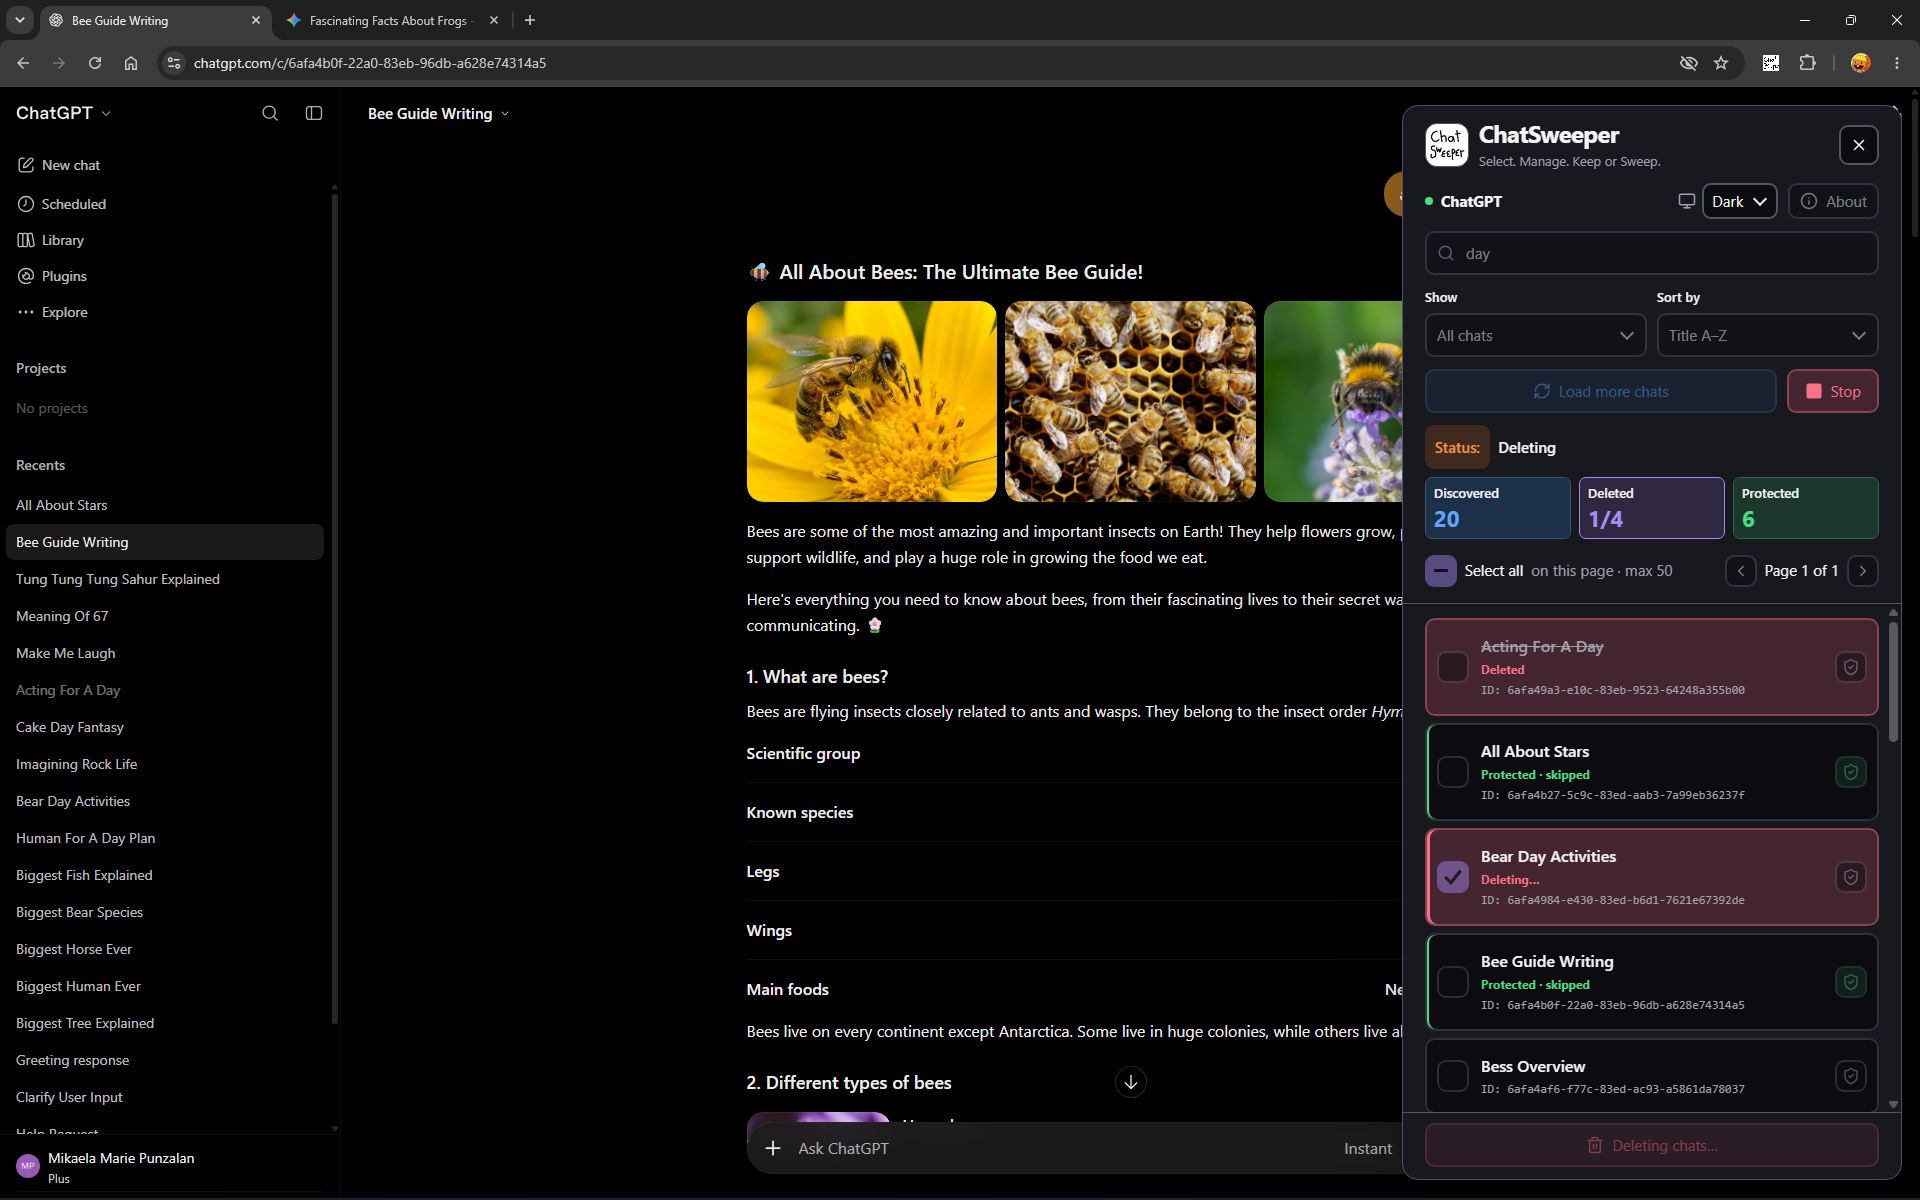 Bee Guide Writing
Fascinating Facts About Frogs
chatgpt.com/c/6afa4b0f-22a0-83eb-96db-a628e74314a5
ChatGPT
New chat
Scheduled
Library
Plugins
Explore
Projects
No projects
Recents
All About Stars
Bee Guide Writing
Tung Tung Tung Sahur Explained
Meaning Of 67
Make Me Laugh
Acting For A Day
Cake Day Fantasy
Imagining Rock Life
Bear Day Activities
Human For A Day Plan
Biggest Fish Explained
Biggest Bear Species
Biggest Horse Ever
Biggest Human Ever
Biggest Tree Explained
Greeting response
Clarify User Input
Help Request
MP
Mikaela Marie Punzalan
Plus
Bee Guide Writing
All About Bees: The Ultimate Bee Guide!
Bees are some of the most amazing and important insects on Earth! They help flowers grow,
support wildlife, and play a huge role in growing the food we eat.
Here's everything you need to know about bees, from their fascinating lives to their secret
communicating.
1. What are bees?
Bees are flying insects closely related to ants and wasps. They belong to the insect order
Scientific group
Known species
Legs
Wings
Main foods
Bees live on every continent except Antarctica. Some live in huge colonies, while others live
2. Different types of bees
Ask ChatGPT
Instant
Chat
Sweeper
ChatSweeper
Select. Manage. Keep or Sweep.
ChatGPT
Dark
About
day
Show
Sort by
All chats
Title A–Z
Load more chats
Stop
Status: Deleting
Discovered
20
Deleted
1/4
Protected
6
Select all on this page · max 50
Page 1 of 1
Acting For A Day
Deleted
ID: 6afa49a3-e10c-83eb-9523-64248a355b00
All About Stars
Protected · skipped
ID: 6afa4b27-5c9c-83ed-aab3-7a99eb36237f
Bear Day Activities
Deleting...
ID: 6afa4984-e430-83ed-b6d1-7621e67392de
Bee Guide Writing
Protected · skipped
ID: 6afa4b0f-22a0-83eb-96db-a628e74314a5
Bess Overview
ID: 6afa4af6-f77c-83ed-ac93-a5861da78037
Deleting chats...